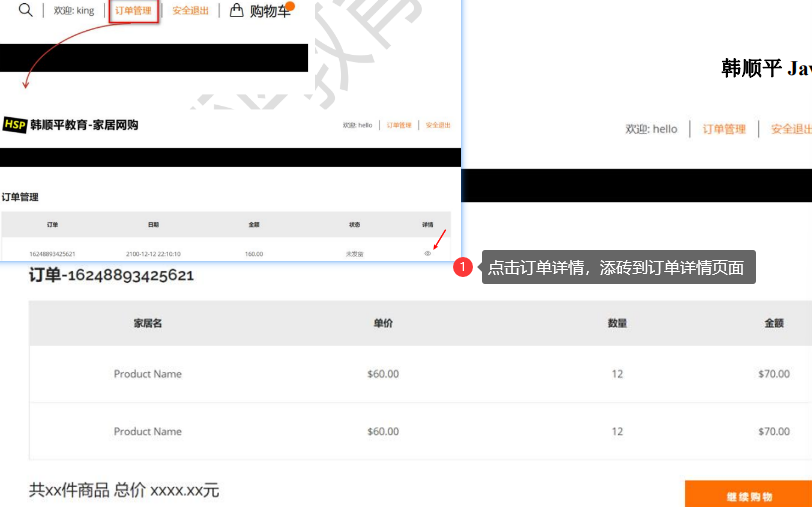 欢迎: king 订单管理 安全退出 购物车
教育
韩顺平 Jav
HSP 韩顺平教育-家居网购
欢迎: hello 订单管理 安全退出
欢迎: hello 订单管理 安全退出
订单管理
订单 日期 金额 状态 详情
16248893425621 2100-12-12 22:10:10 160.00 未发货
1 点击订单详情，添砖到订单详情页面
订单-16248893425621
家居名 单价 数量 金额
Product Name $60.00 12 $70.00
Product Name $60.00 12 $70.00
共xx件商品 总价 xxxx.xx元
继续购物